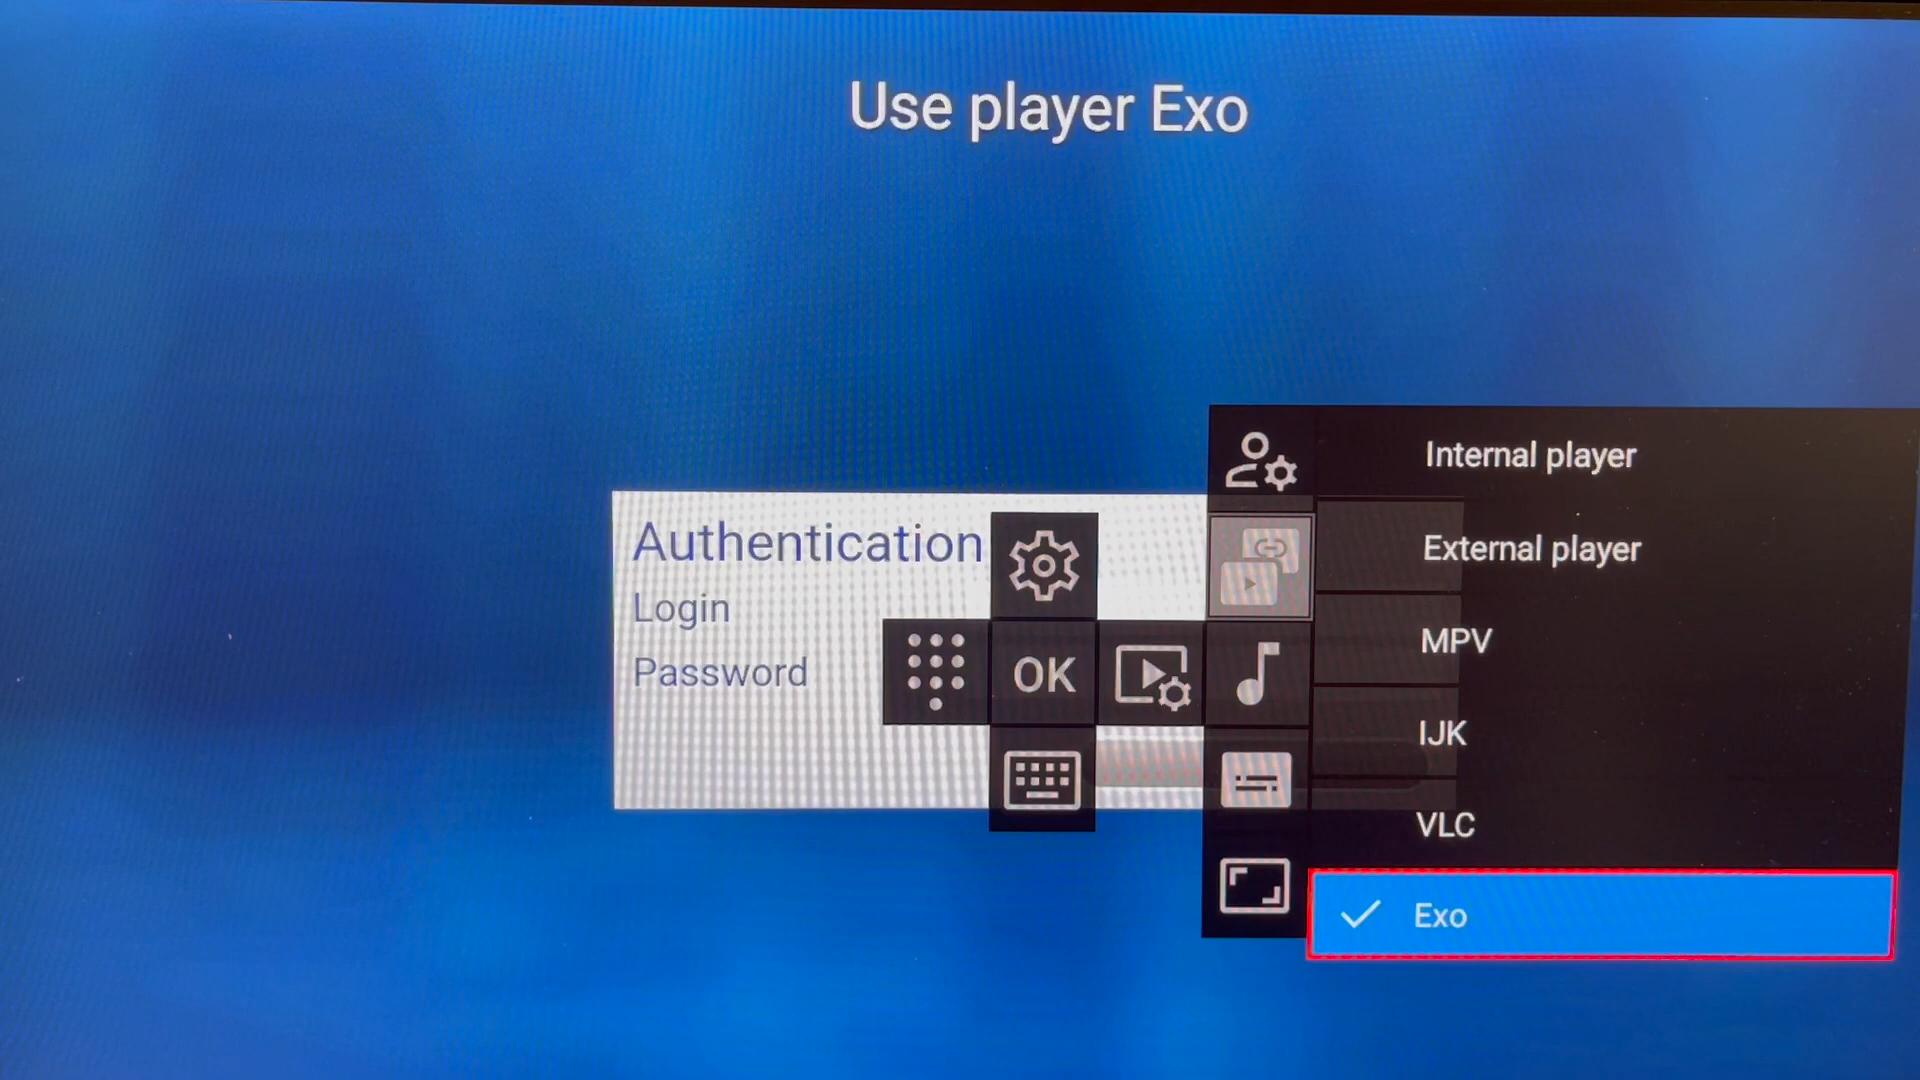 Use player Exo
Authentication
Login
Password
OK
Internal player
External player
MPV
IJK
VLC
Exo